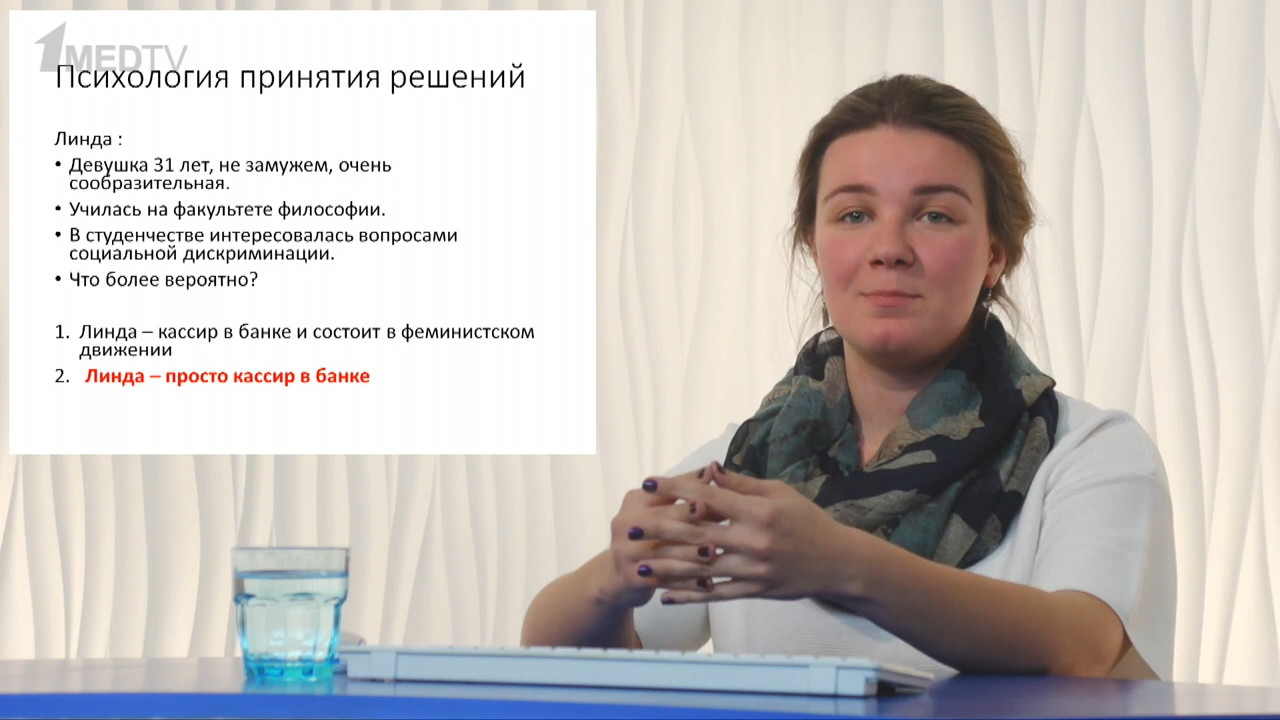 1MEDTV
Психология принятия решений
Линда :
• Девушка 31 лет, не замужем, очень
сообразительная.
• Училась на факультете философии.
• В студенчестве интересовалась вопросами
социальной дискриминации.
• Что более вероятно?
1. Линда – кассир в банке и состоит в феминистском
движении
2. Линда – просто кассир в банке